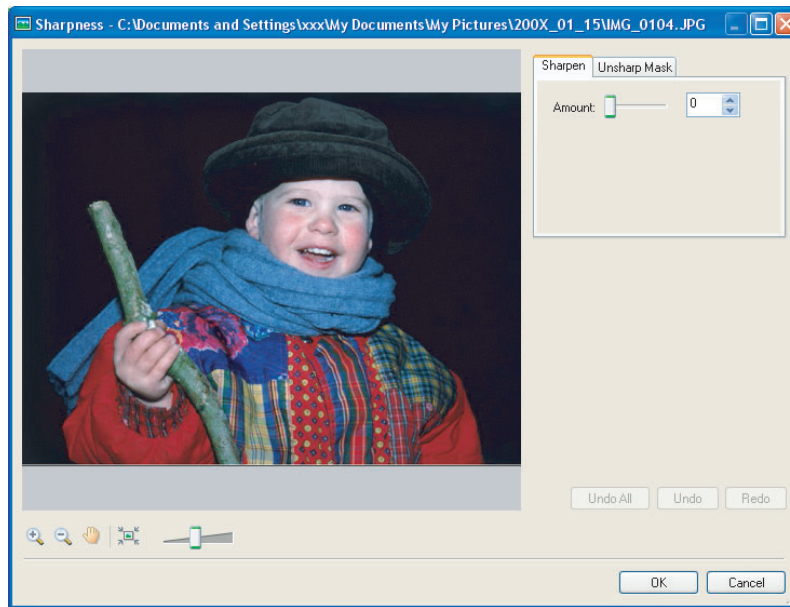 Sharpness - C:\Documents and Settings\xxx\My Documents\My Pictures\200X_01_15\IMG_0104.JPG
Sharpen
Unsharp Mask
Amount:
0
Undo All
Undo
Redo
OK
Cancel